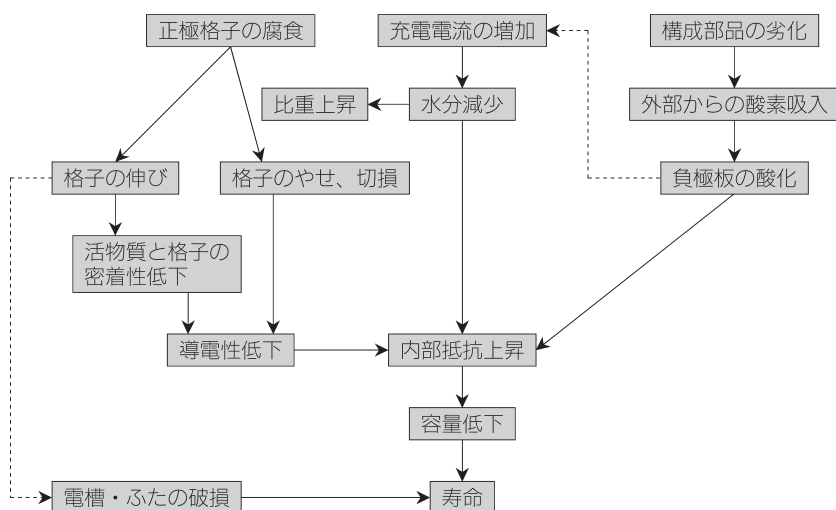 正極格子の腐食
充電電流の増加
構成部品の劣化
比重上昇
水分減少
外部からの酸素吸入
格子の伸び
格子のやせ、切損
負極板の酸化
活物質と格子の
密着性低下
導電性低下
内部抵抗上昇
容量低下
電槽・ふたの破損
寿命